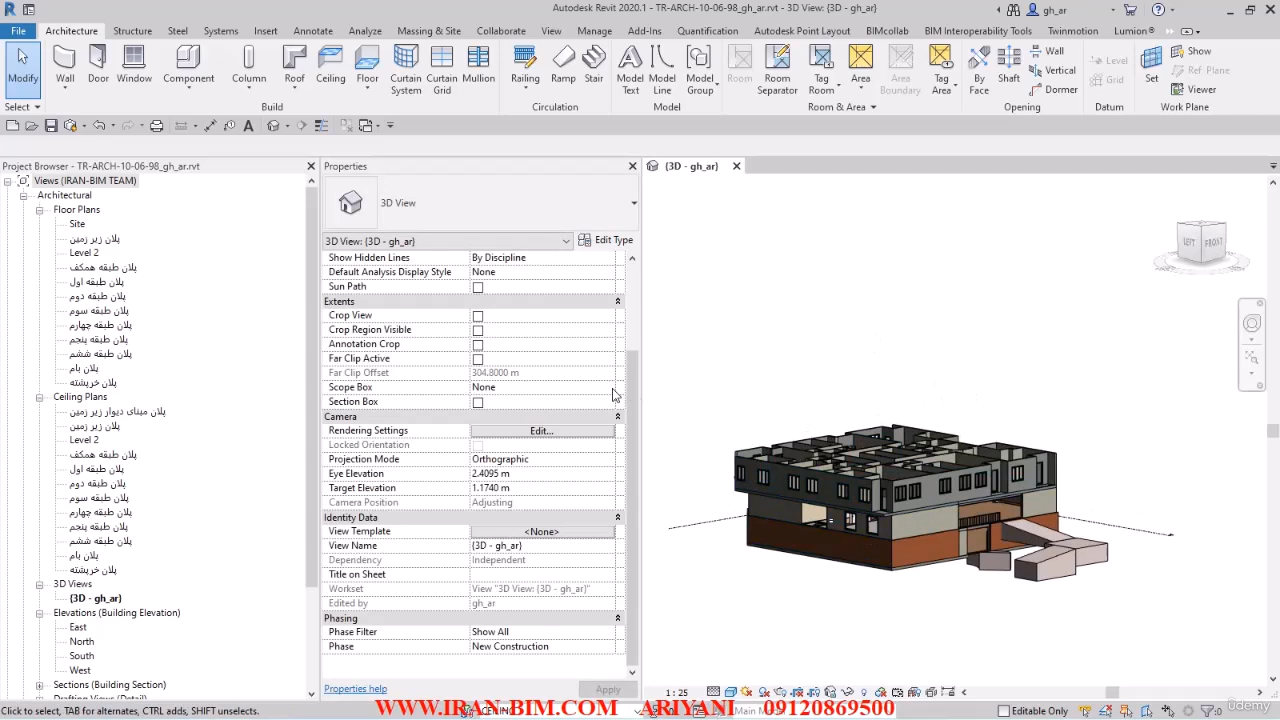 Autodesk Revit 2020.1 - TR-ARCH-10-06-98_gh_ar.rvt - 3D View: {3D - gh_ar}
gh_ar
File Architecture Structure Steel Systems Insert Annotate Analyze Massing & Site Collaborate View Manage Add-Ins Quantification Autodesk Point Layout BIMcollab BIM Interoperability Tools Twinmotion Lumion®
Modify Wall Door Window Component Column Roof Ceiling Floor Curtain System Curtain Grid Mullion Railing Ramp Stair Model Text Model Line Model Group Room Room Separator Tag Room Area Area Boundary Tag Area By Face Shaft Wall Vertical Dormer Level Grid Set Show Ref Plane Viewer
Select Build Circulation Model Room & Area Opening Datum Work Plane
Project Browser - TR-ARCH-10-06-98_gh_ar.rvt
Views (IRAN-BIM TEAM)
Architectural
Floor Plans
Site
پلان زیر زمین
Level 2
پلان طبقه همکف
پلان طبقه اول
پلان طبقه دوم
پلان طبقه سوم
پلان طبقه چهارم
پلان طبقه پنجم
پلان طبقه ششم
پلان بام
پلان خرپشته
Ceiling Plans
پلان مبنای دیوار زیر زمین
پلان زیر زمین
Level 2
پلان طبقه همکف
پلان طبقه اول
پلان طبقه دوم
پلان طبقه سوم
پلان طبقه چهارم
پلان طبقه پنجم
پلان طبقه ششم
پلان بام
پلان خرپشته
3D Views
{3D - gh_ar}
Elevations (Building Elevation)
East
North
South
West
Sections (Building Section)
Drafting Views (Detail)
Properties
3D View
3D View: {3D - gh_ar} Edit Type
Show Hidden Lines By Discipline
Default Analysis Display Style None
Sun Path
Extents
Crop View
Crop Region Visible
Annotation Crop
Far Clip Active
Far Clip Offset 304.8000 m
Scope Box None
Section Box
Camera
Rendering Settings Edit...
Locked Orientation
Projection Mode Orthographic
Eye Elevation 2.4095 m
Target Elevation 1.1740 m
Camera Position Adjusting
Identity Data
View Template <None>
View Name {3D - gh_ar}
Dependency Independent
Title on Sheet
Workset View "3D View: {3D - gh_ar}"
Edited by gh_ar
Phasing
Phase Filter Show All
Phase New Construction
Properties help Apply
{3D - gh_ar}
LEFT FRONT
1 : 25
Click to select, TAB for alternates, CTRL adds, SHIFT unselects.
WWW.IRAN-BIM.COM ARIYANI 09120869500
Editable Only
:0
Udemy